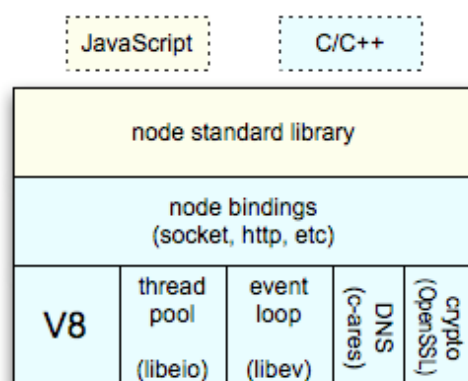 JavaScript
C/C++
node standard library
node bindings
(socket, http, etc)
V8
thread
pool
(libeio)
event
loop
(libev)
DNS
(c-ares)
crypto
(OpenSSL)